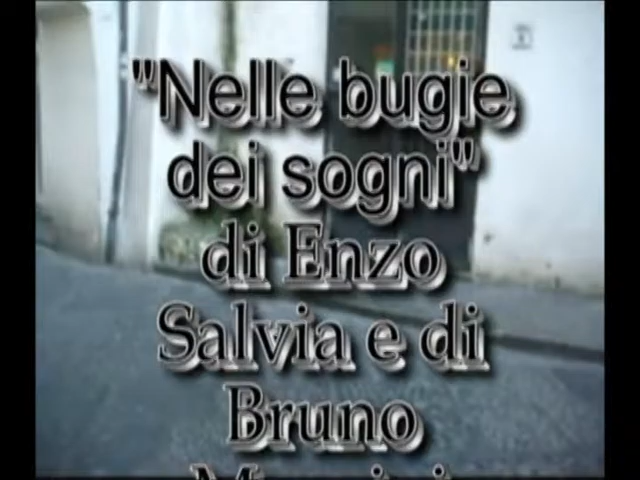 "Nelle bugie
dei sogni"
di Enzo
Salvia e di
Bruno